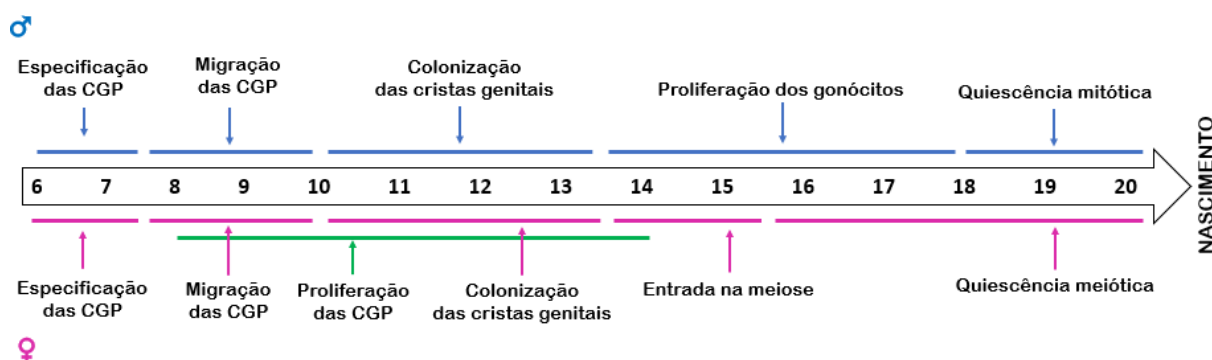 ♂
Especificação
das CGP
Migração
das CGP
Colonização
das cristas genitais
Proliferação dos gonócitos
Quiescência mitótica
6 7 8 9 10 11 12 13 14 15 16 17 18 19 20
NASCIMENTO
Especificação
das CGP
Migração
das CGP
Proliferação
das CGP
Colonização
das cristas genitais
Entrada na meiose
Quiescência meiótica
♀